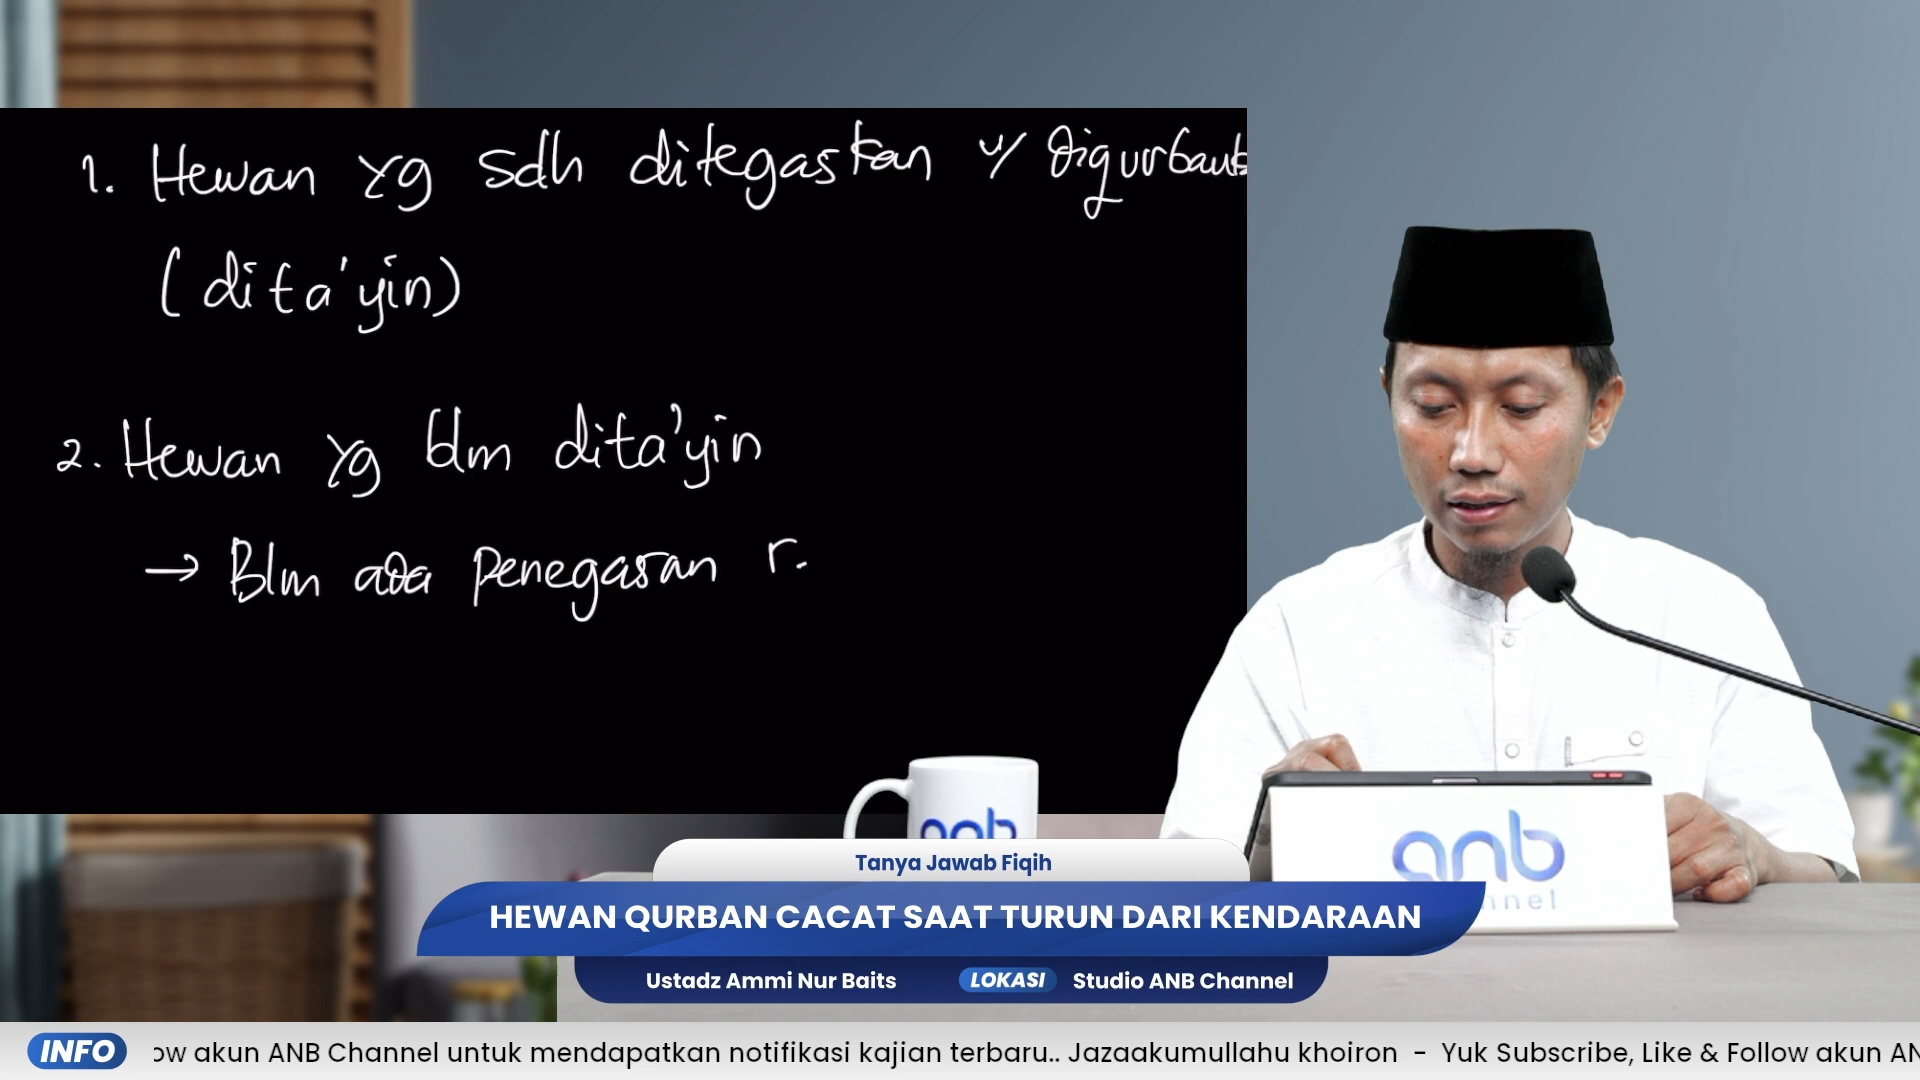 1. Hewan yg sdh ditegaskan u/ diqurbank
(dita'yin)
2. Hewan yg blm dita'yin
→ Blm ada penegasan r.
anb
anb
nnel
Tanya Jawab Fiqih
HEWAN QURBAN CACAT SAAT TURUN DARI KENDARAAN
Ustadz Ammi Nur Baits LOKASI Studio ANB Channel
INFO ow akun ANB Channel untuk mendapatkan notifikasi kajian terbaru.. Jazaakumullahu khoiron - Yuk Subscribe, Like & Follow akun AN